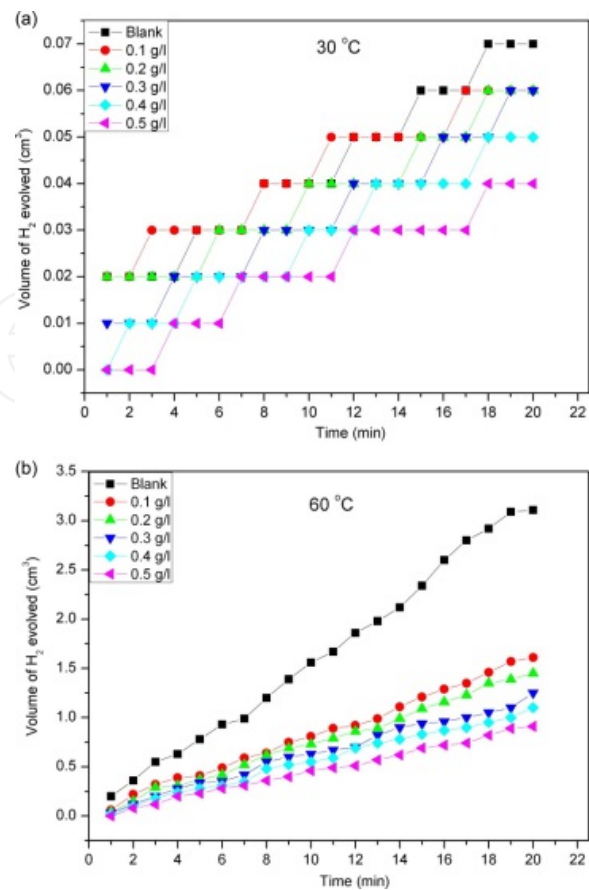 (a)
Blank
0.1 g/l
0.2 g/l
0.3 g/l
0.4 g/l
0.5 g/l
30 °C
0.07
0.06
0.05
0.04
0.03
0.02
0.01
0.00
Volume of H₂ evolved (cm³)
2 4 6 8 10 12 14 16 18 20 22
Time (min)
(b)
Blank
0.1 g/l
0.2 g/l
0.3 g/l
0.4 g/l
0.5 g/l
60 °C
3.5
3.0
2.5
2.0
1.5
1.0
0.5
0.0
Volume of H₂ evolved (cm³)
0 2 4 6 8 10 12 14 16 18 20 22
Time (min)